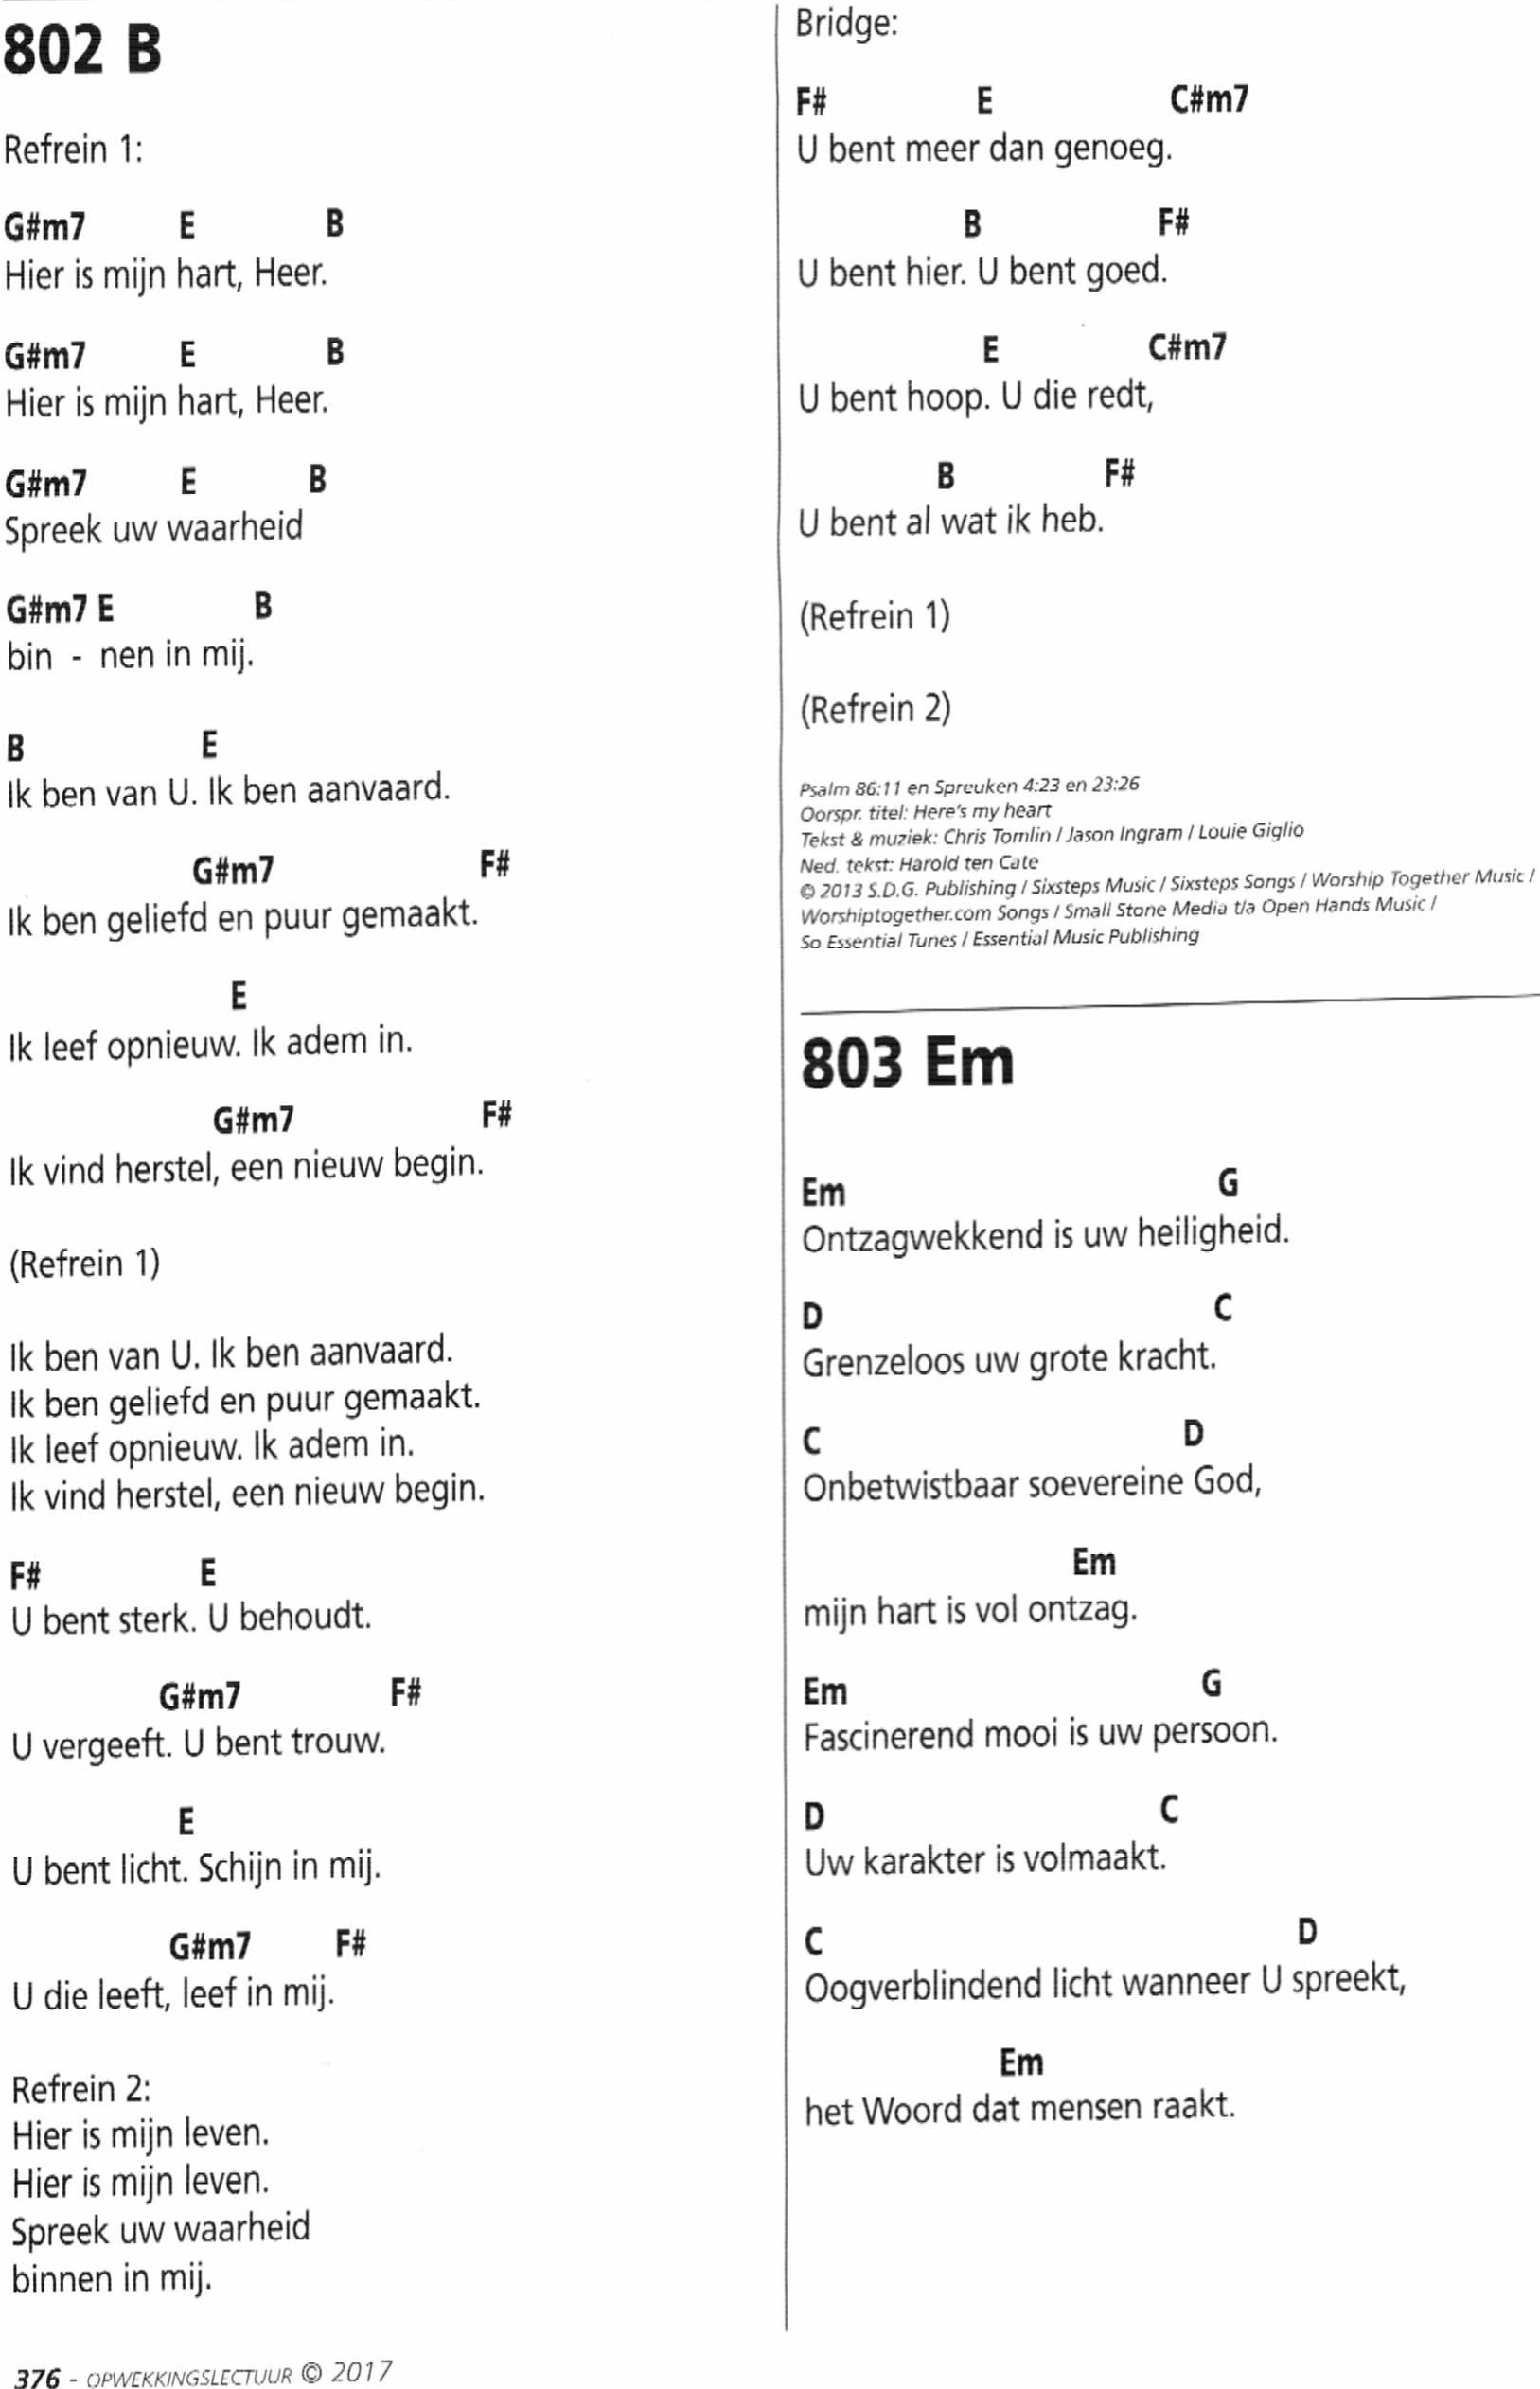 802 B
Refrein 1:
G#m7 E B
Hier is mijn hart, Heer.
G#m7 E B
Hier is mijn hart, Heer.
G#m7 E B
Spreek uw waarheid
G#m7 E B
bin - nen in mij.
B E
Ik ben van U. Ik ben aanvaard.
G#m7 F#
Ik ben geliefd en puur gemaakt.
E
Ik leef opnieuw. Ik adem in.
G#m7 F#
Ik vind herstel, een nieuw begin.
(Refrein 1)
Ik ben van U. Ik ben aanvaard.
Ik ben geliefd en puur gemaakt.
Ik leef opnieuw. Ik adem in.
Ik vind herstel, een nieuw begin.
F# E
U bent sterk. U behoudt.
G#m7 F#
U vergeeft. U bent trouw.
E
U bent licht. Schijn in mij.
G#m7 F#
U die leeft, leef in mij.
Refrein 2:
Hier is mijn leven.
Hier is mijn leven.
Spreek uw waarheid
binnen in mij.
376 - OPWEKKINGSLECTUUR © 2017
Bridge:
F# E C#m7
U bent meer dan genoeg.
B F#
U bent hier. U bent goed.
E C#m7
U bent hoop. U die redt,
B F#
U bent al wat ik heb.
(Refrein 1)
(Refrein 2)
Psalm 86:11 en Spreuken 4:23 en 23:26
Oorspr. titel: Here's my heart
Tekst & muziek: Chris Tomlin / Jason Ingram / Louie Giglio
Ned. tekst: Harold ten Cate
© 2013 S.D.G. Publishing / Sixsteps Music / Sixsteps Songs / Worship Together Music /
Worshiptogether.com Songs / Small Stone Media t/a Open Hands Music /
So Essential Tunes / Essential Music Publishing
803 Em
Em G
Ontzagwekkend is uw heiligheid.
D C
Grenzeloos uw grote kracht.
C D
Onbetwistbaar soevereine God,
Em
mijn hart is vol ontzag.
Em G
Fascinerend mooi is uw persoon.
D C
Uw karakter is volmaakt.
C D
Oogverblindend licht wanneer U spreekt,
Em
het Woord dat mensen raakt.